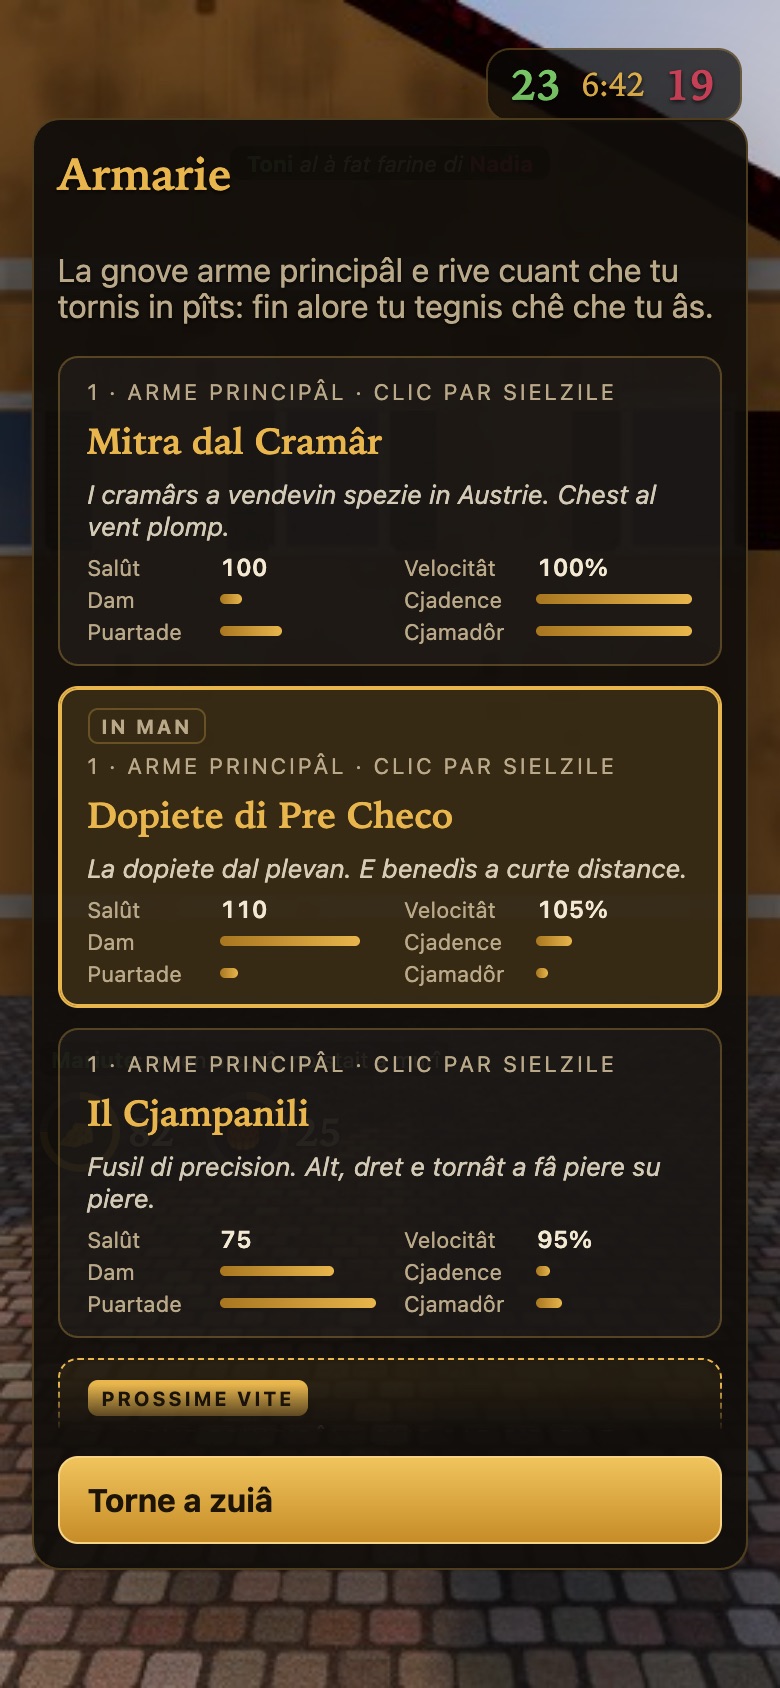 23 6:42 19
Toni al à fat farine di Nadia
Armarie
La gnove arme principâl e rive cuant che tu
tornis in pîts: fin alore tu tegnis chê che tu âs.
1 · ARME PRINCIPÂL · CLIC PAR SIELZILE
Mitra dal Cramâr
I cramârs a vendevin spezie in Austrie. Chest al
vent plomp.
Salût 100 Velocitât 100%
Dam Cjadence
Puartade Cjamadôr
IN MAN
1 · ARME PRINCIPÂL · CLIC PAR SIELZILE
Dopiete di Pre Checo
La dopiete dal plevan. E benedìs a curte distance.
Salût 110 Velocitât 105%
Dam Cjadence
Puartade Cjamadôr
1 · ARME PRINCIPÂL · CLIC PAR SIELZILE
Il Cjampanili
82 25
Fusil di precision. Alt, dret e tornât a fâ piere su
piere.
Salût 75 Velocitât 95%
Dam Cjadence
Puartade Cjamadôr
PROSSIME VITE
Torne a zuiâ